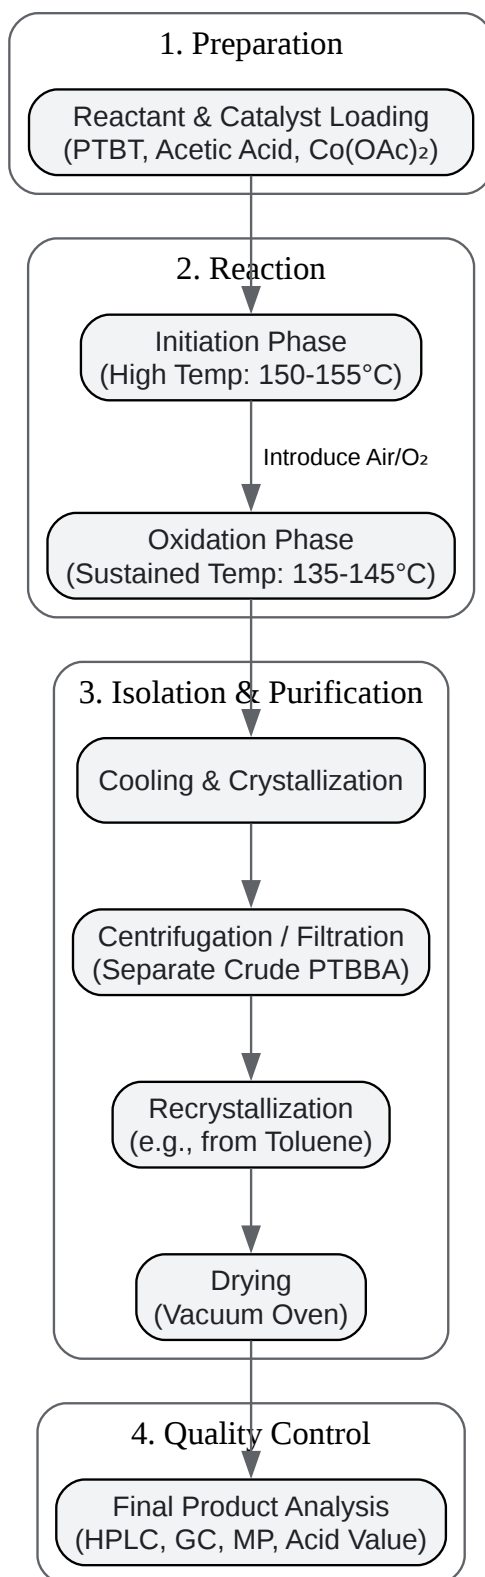 1. Preparation
Reactant & Catalyst Loading
(PTBT, Acetic Acid, Co(OAc)₂)
2. Reaction
Initiation Phase
(High Temp: 150-155°C)
Introduce Air/O₂
Oxidation Phase
(Sustained Temp: 135-145°C)
3. Isolation & Purification
Cooling & Crystallization
Centrifugation / Filtration
(Separate Crude PTBBA)
Recrystallization
(e.g., from Toluene)
Drying
(Vacuum Oven)
4. Quality Control
Final Product Analysis
(HPLC, GC, MP, Acid Value)